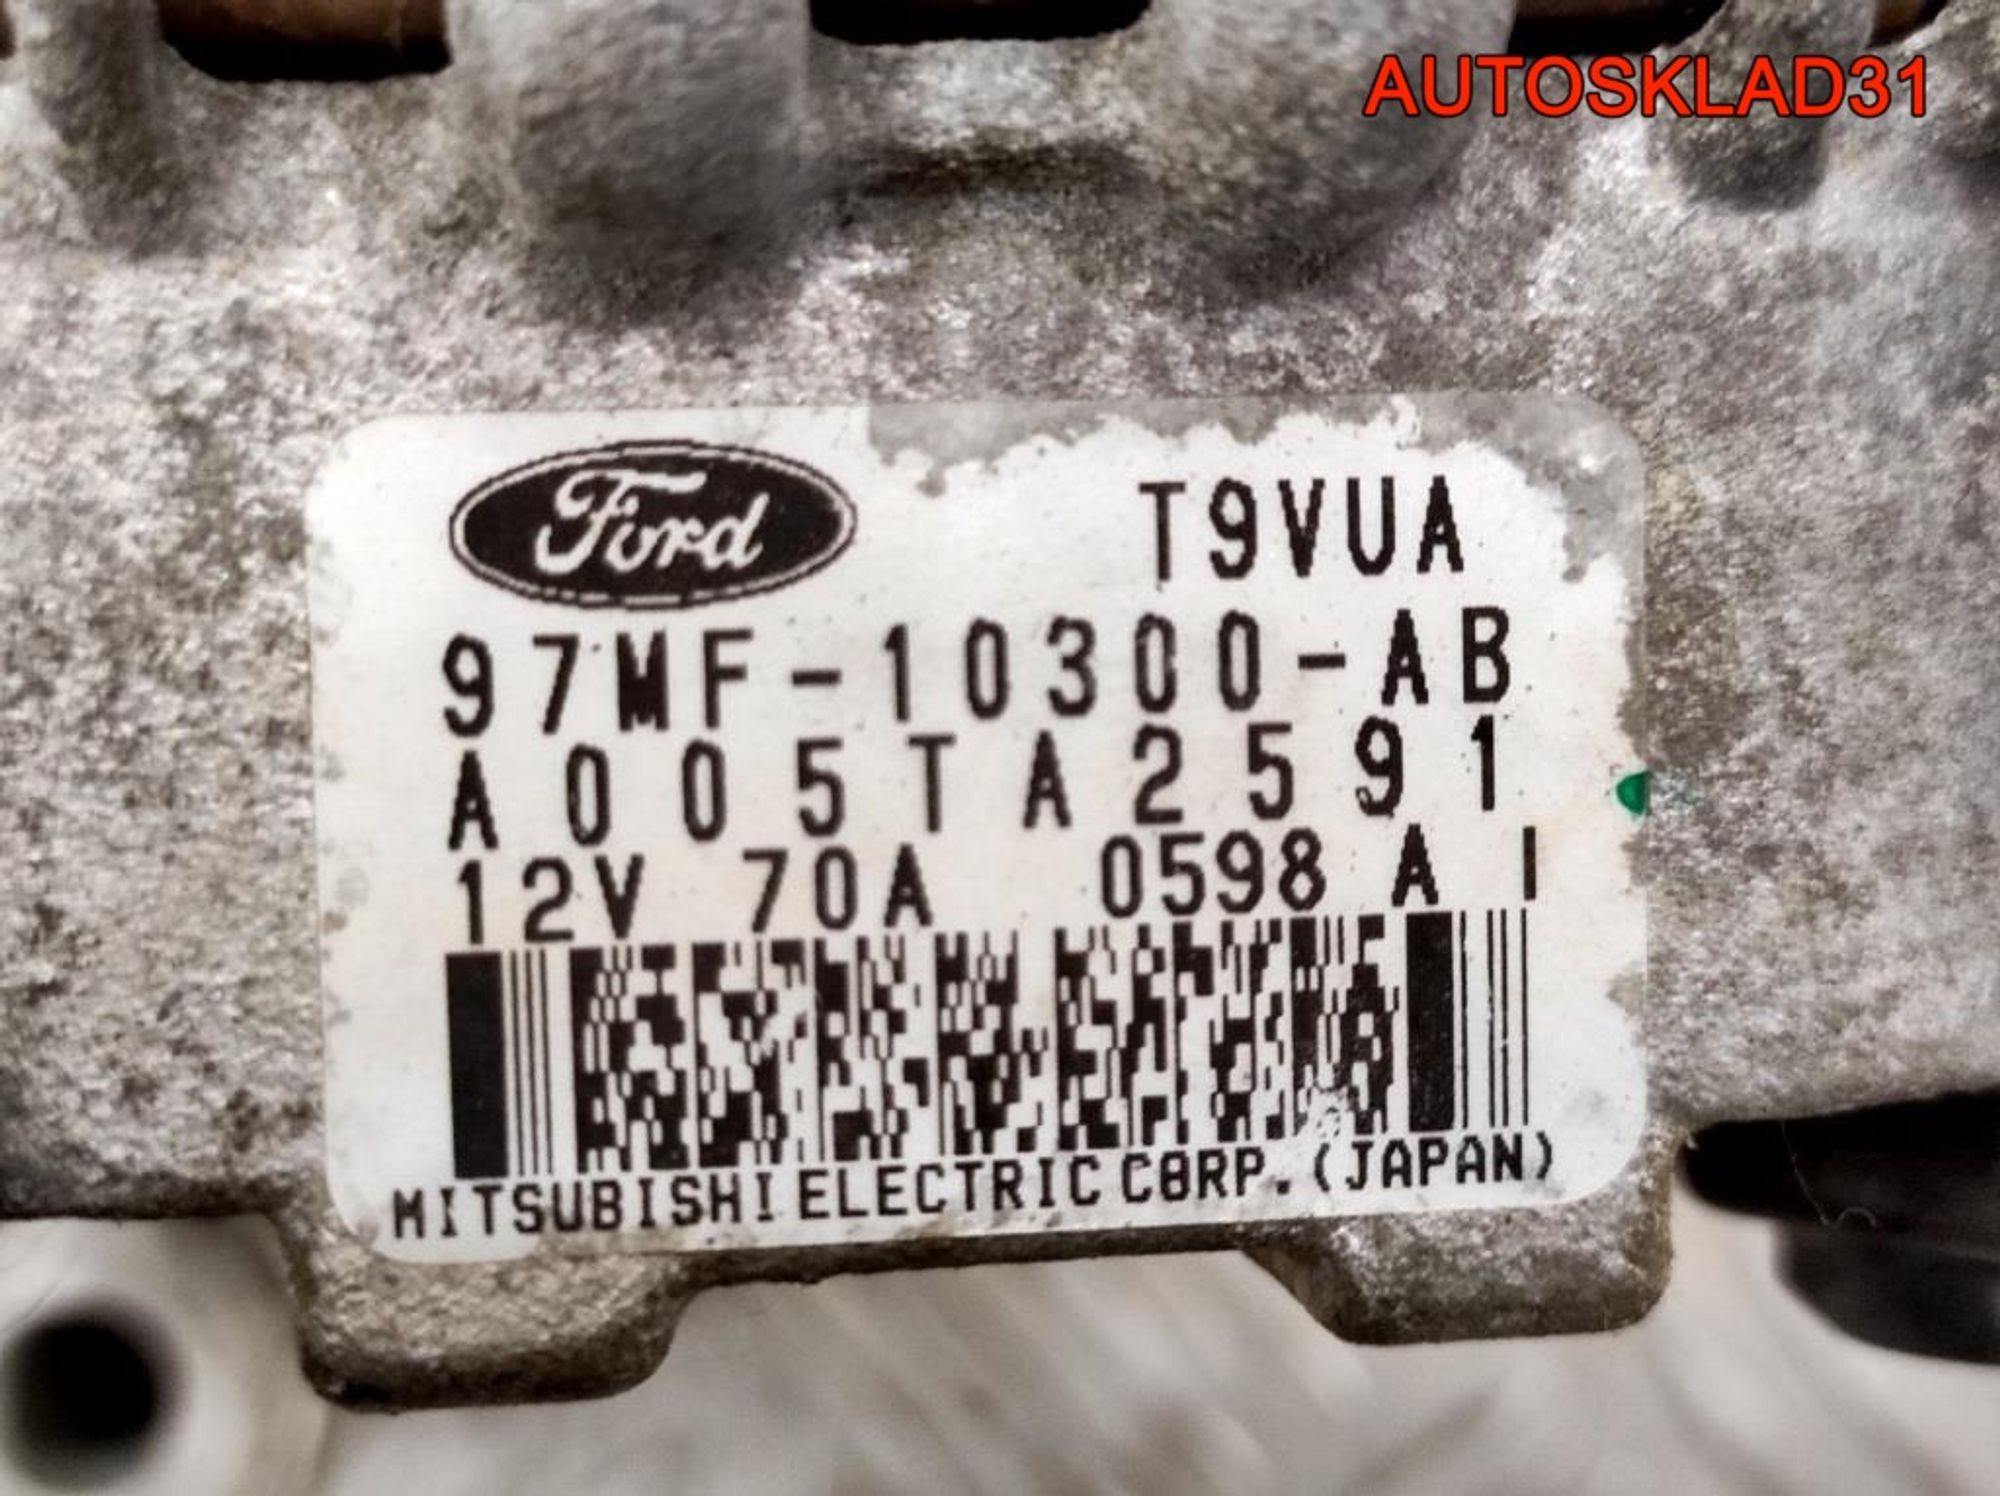 AUTOSKLAD31
Ford T9VUA
97MF-10300-AB
A005TA2591
12V 70A 0598 A I
MITSUBISHI ELECTRIC CORP. (JAPAN)